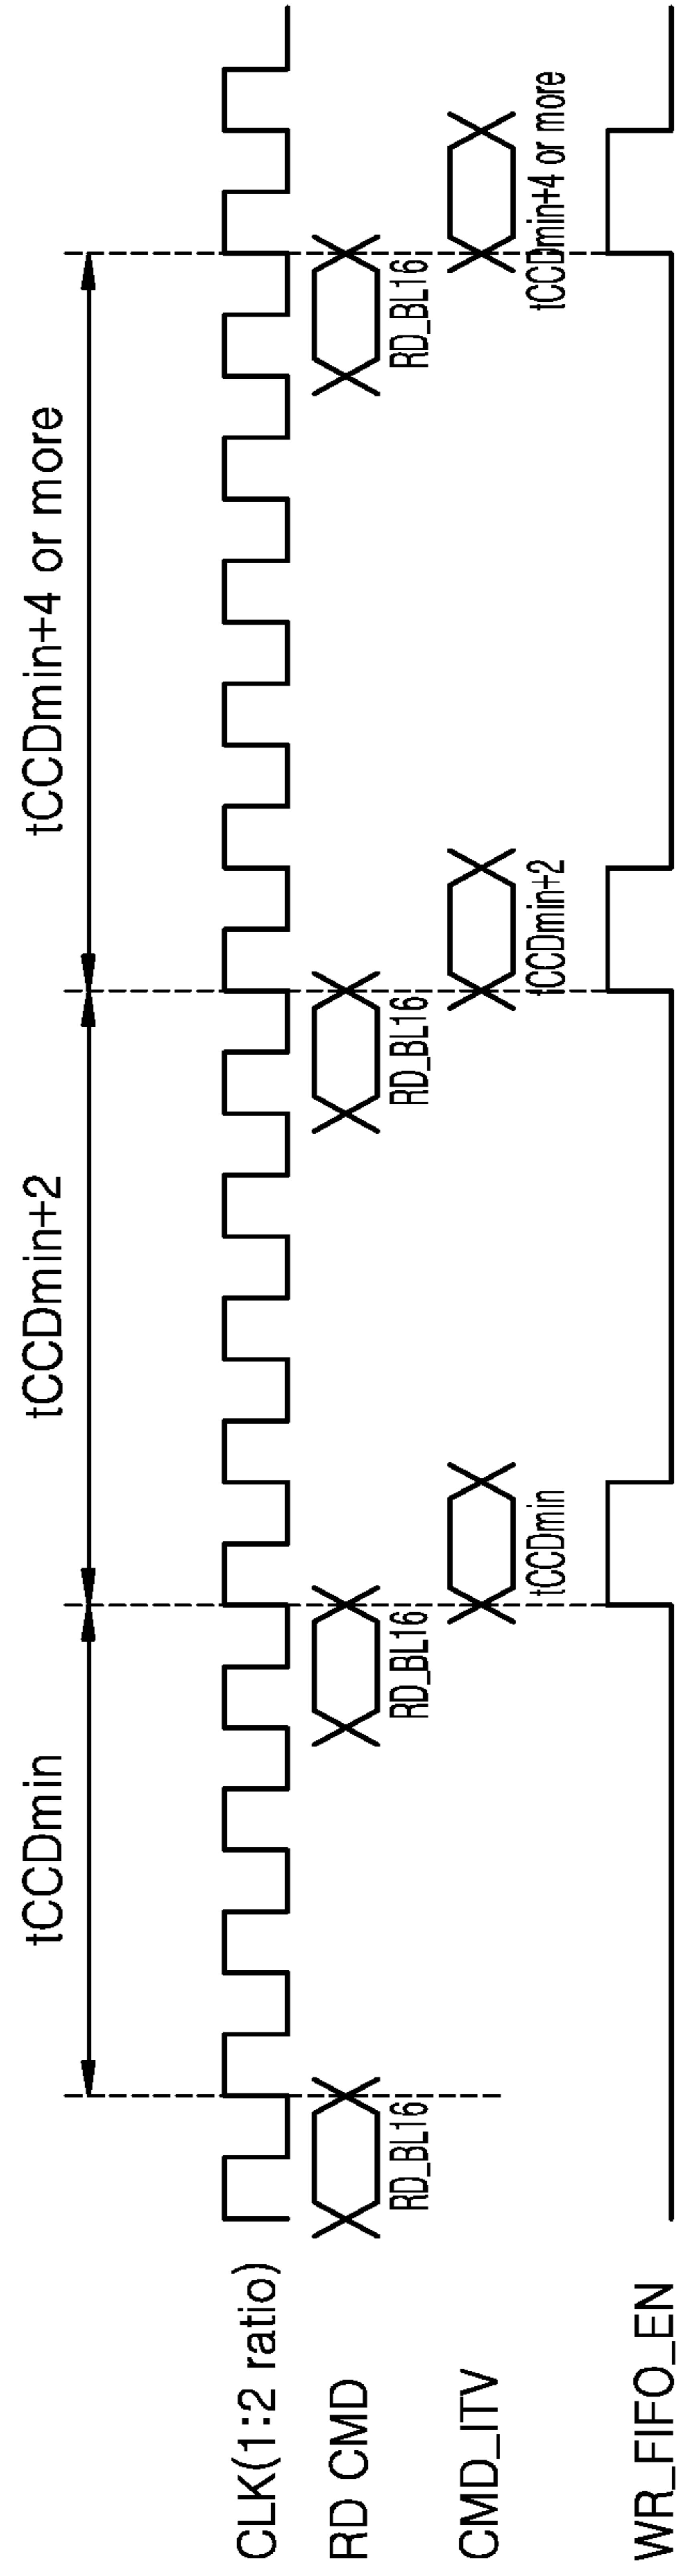 tCCDmin
tCCDmin+2
tCCDmin+4 or more
CLK(1:2 ratio)
RD CMD
RD_BL16
RD_BL16
RD_BL16
RD_BL16
CMD_ITV
tCCDmin
tCCDmin+2
tCCDmin+4 or more
WR_FIFO_EN